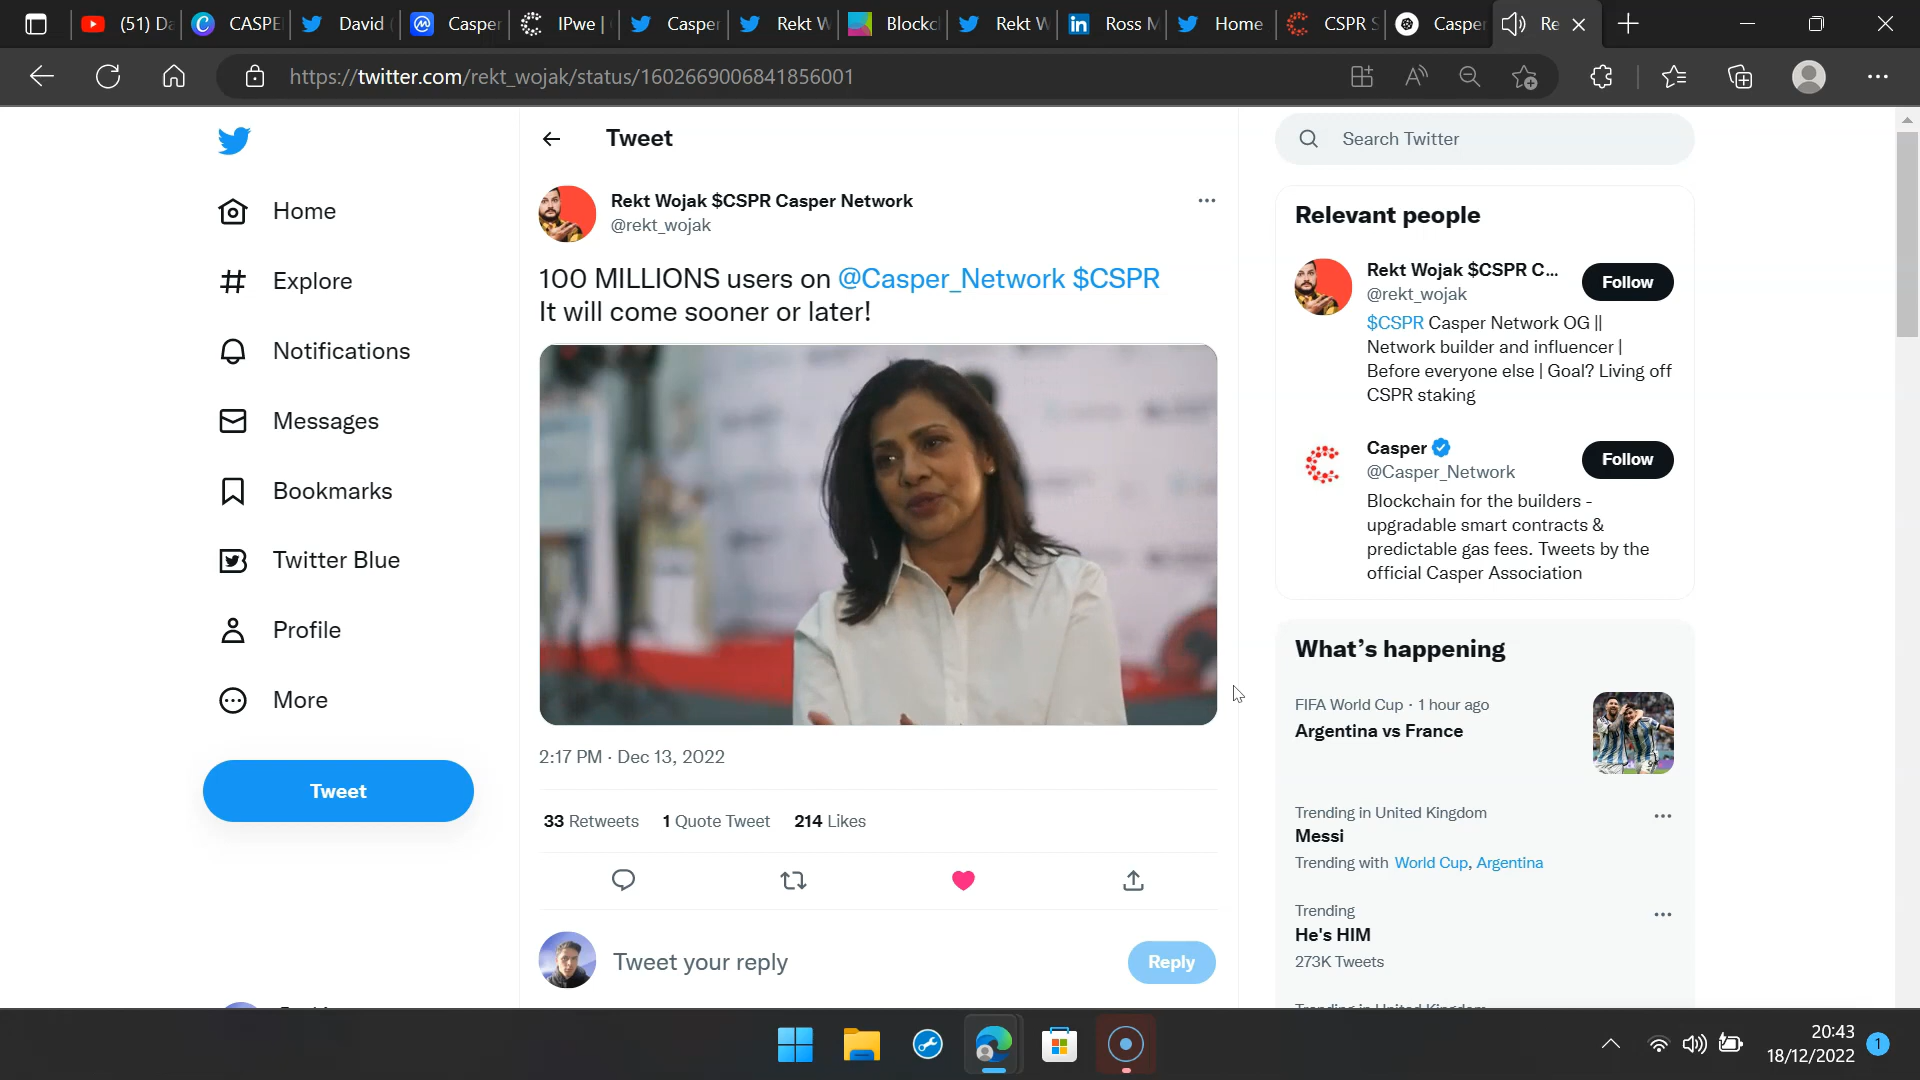 (51) Da
CASPE
David
Casper
IPwe |
Casper
Rekt W
Blockc
Rekt W
in Ross M
Home
CSPR S
Caspe
Re
https://twitter.com/rekt_wojak/status/1602669006841856001
Home
Explore
Notifications
Messages
Bookmarks
Twitter Blue
Profile
More
Tweet
Tweet
Rekt Wojak $CSPR Casper Network
@rekt_wojak
100 MILLIONS users on @Casper_Network $CSPR
It will come sooner or later!
2:17 PM · Dec 13, 2022
33 Retweets 1 Quote Tweet 214 Likes
Tweet your reply
Reply
Search Twitter
Relevant people
Rekt Wojak $CSPR C...
@rekt_wojak
Follow
$CSPR Casper Network OG ||
Network builder and influencer |
Before everyone else | Goal? Living off
CSPR staking
Casper
@Casper_Network
Follow
Blockchain for the builders -
upgradable smart contracts &
predictable gas fees. Tweets by the
official Casper Association
What's happening
FIFA World Cup · 1 hour ago
Argentina vs France
Trending in United Kingdom
Messi
Trending with World Cup, Argentina
Trending
He's HIM
273K Tweets
Trending in United Kingdom
20:43
18/12/2022
1